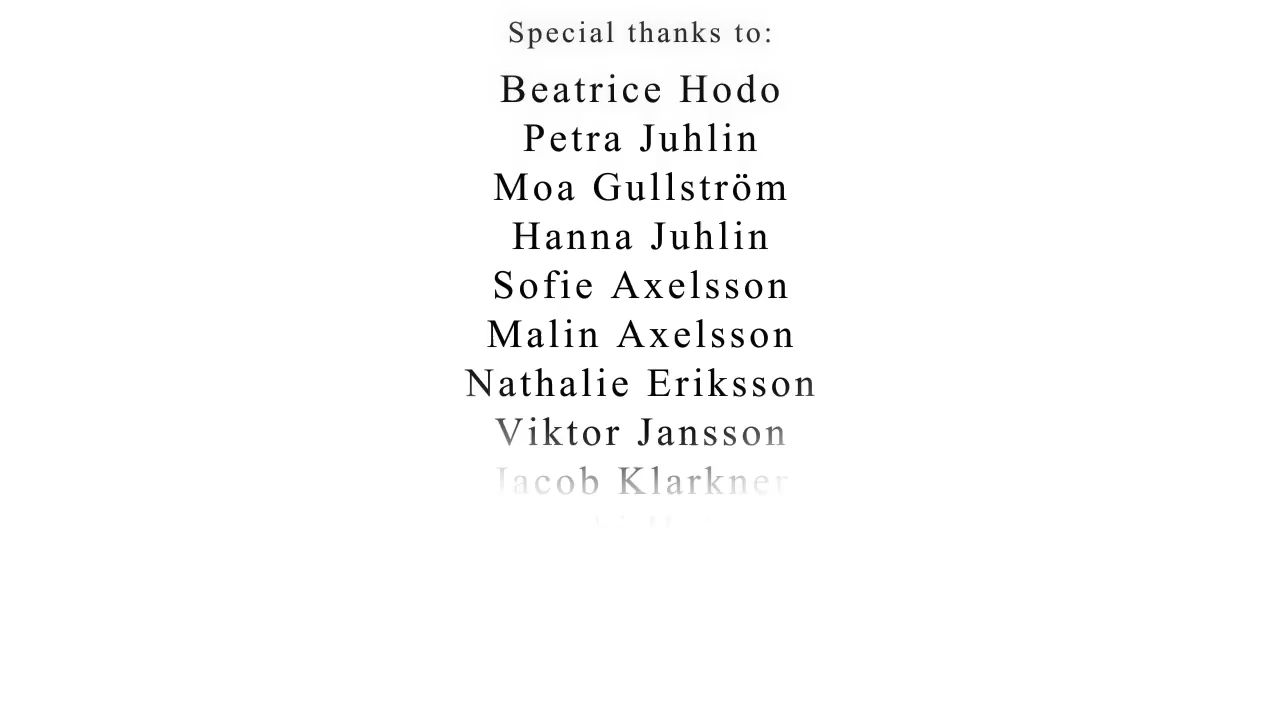 Special thanks to:
Beatrice Hodo
Petra Juhlin
Moa Gullström
Hanna Juhlin
Sofie Axelsson
Malin Axelsson
Nathalie Eriksson
Viktor Jansson
Jacob Klarkner